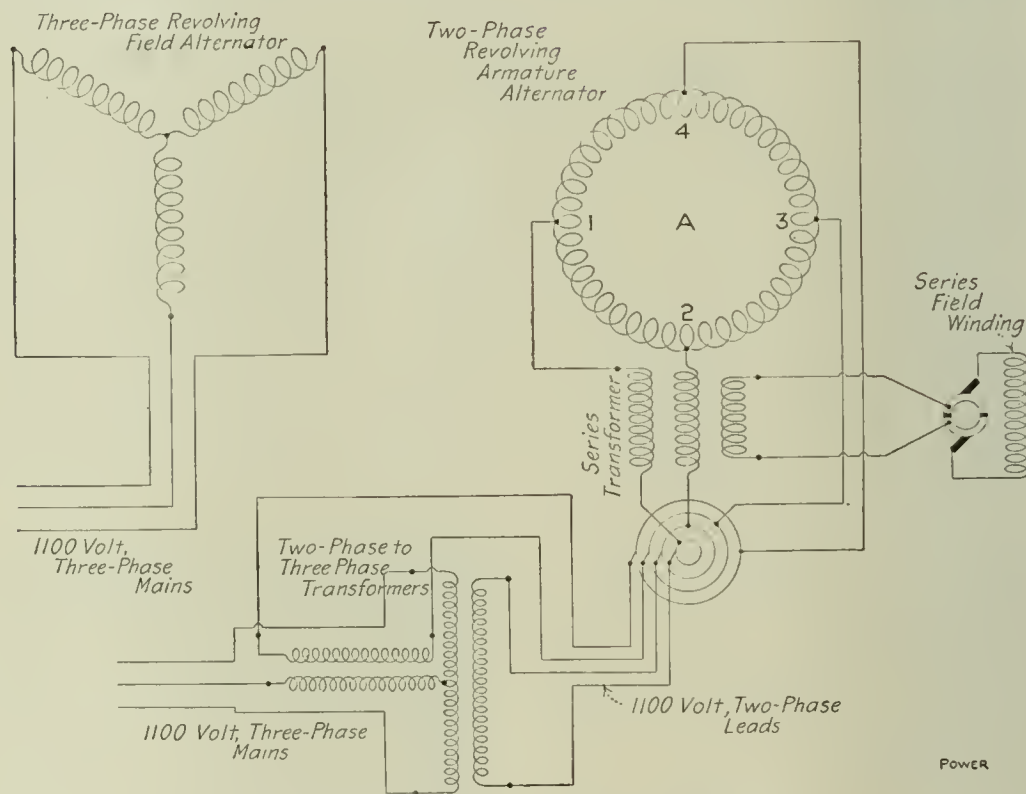 Three-Phase Revolving
Field Alternator
Two-Phase
Revolving
Armature
Alternator
4
1
A
3
2
Series
Field
Winding
Series
Transformer
1100 Volt,
Three-Phase
Mains
Two-Phase to
Three Phase
Transformers
1100 Volt, Three-Phase
Mains
1100 Volt, Two-Phase
Leads
POWER